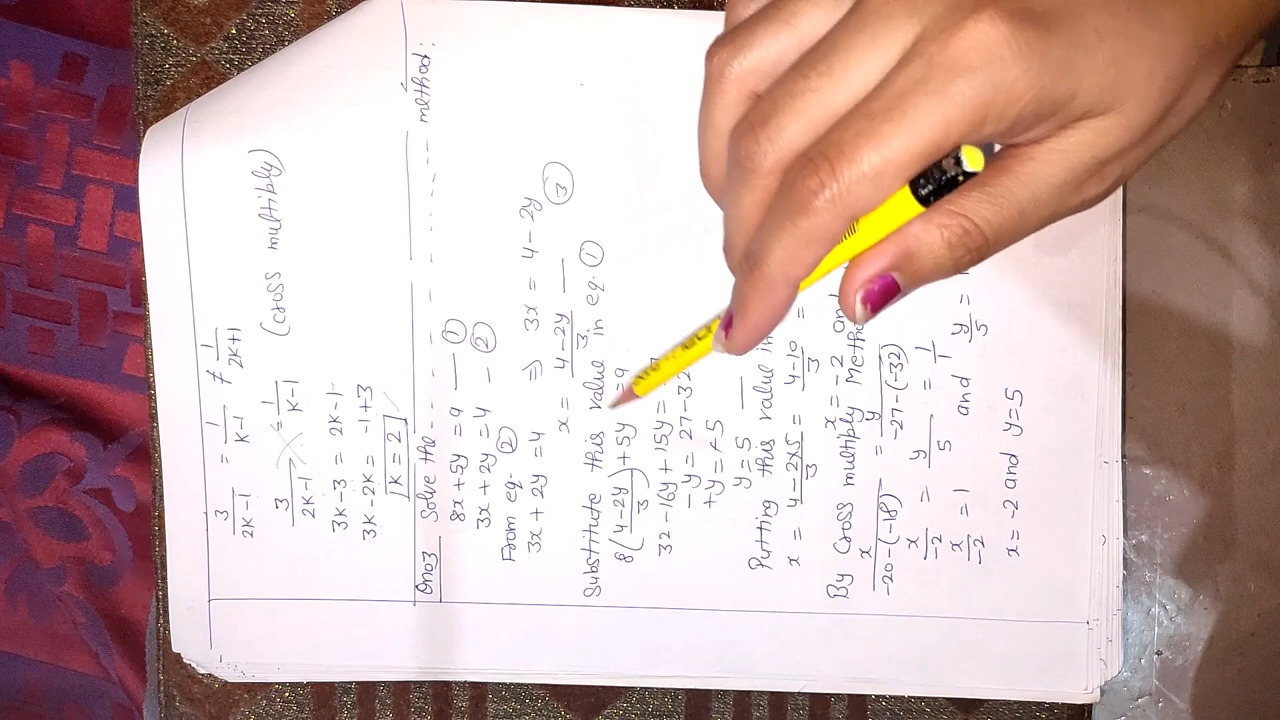 3/(2k-1) = 1/(k-1) ≠ 1/(2k+1)
3/(2k-1) = 1/(k-1) (cross multibly)
3k-3 = 2k-1
3k-2k = -1+3
k = 2
Qno3 Solve the - - - - - - - - method:
8x+5y = 9 — ①
3x+2y = 4 — ②
From eq. ②
3x+2y = 4 ⇒ 3x = 4-2y
x = (4-2y)/3 — ③
Substitute this value in eq. ①
8((4-2y)/3) + 5y = 9
32-16y+15y =
-y = 27-32
+y = +5
y = 5
Putting this value in
x = (4-2×5)/3 = (4-10)/3 =
x = -2 and
By Cross multiply
x/(-20-(-18)) = y/(-27-(-32)) = 1/1
x/-2 = y/5 = 1/1
x/-2 = 1 and y/5 =
x = -2 and y = 5